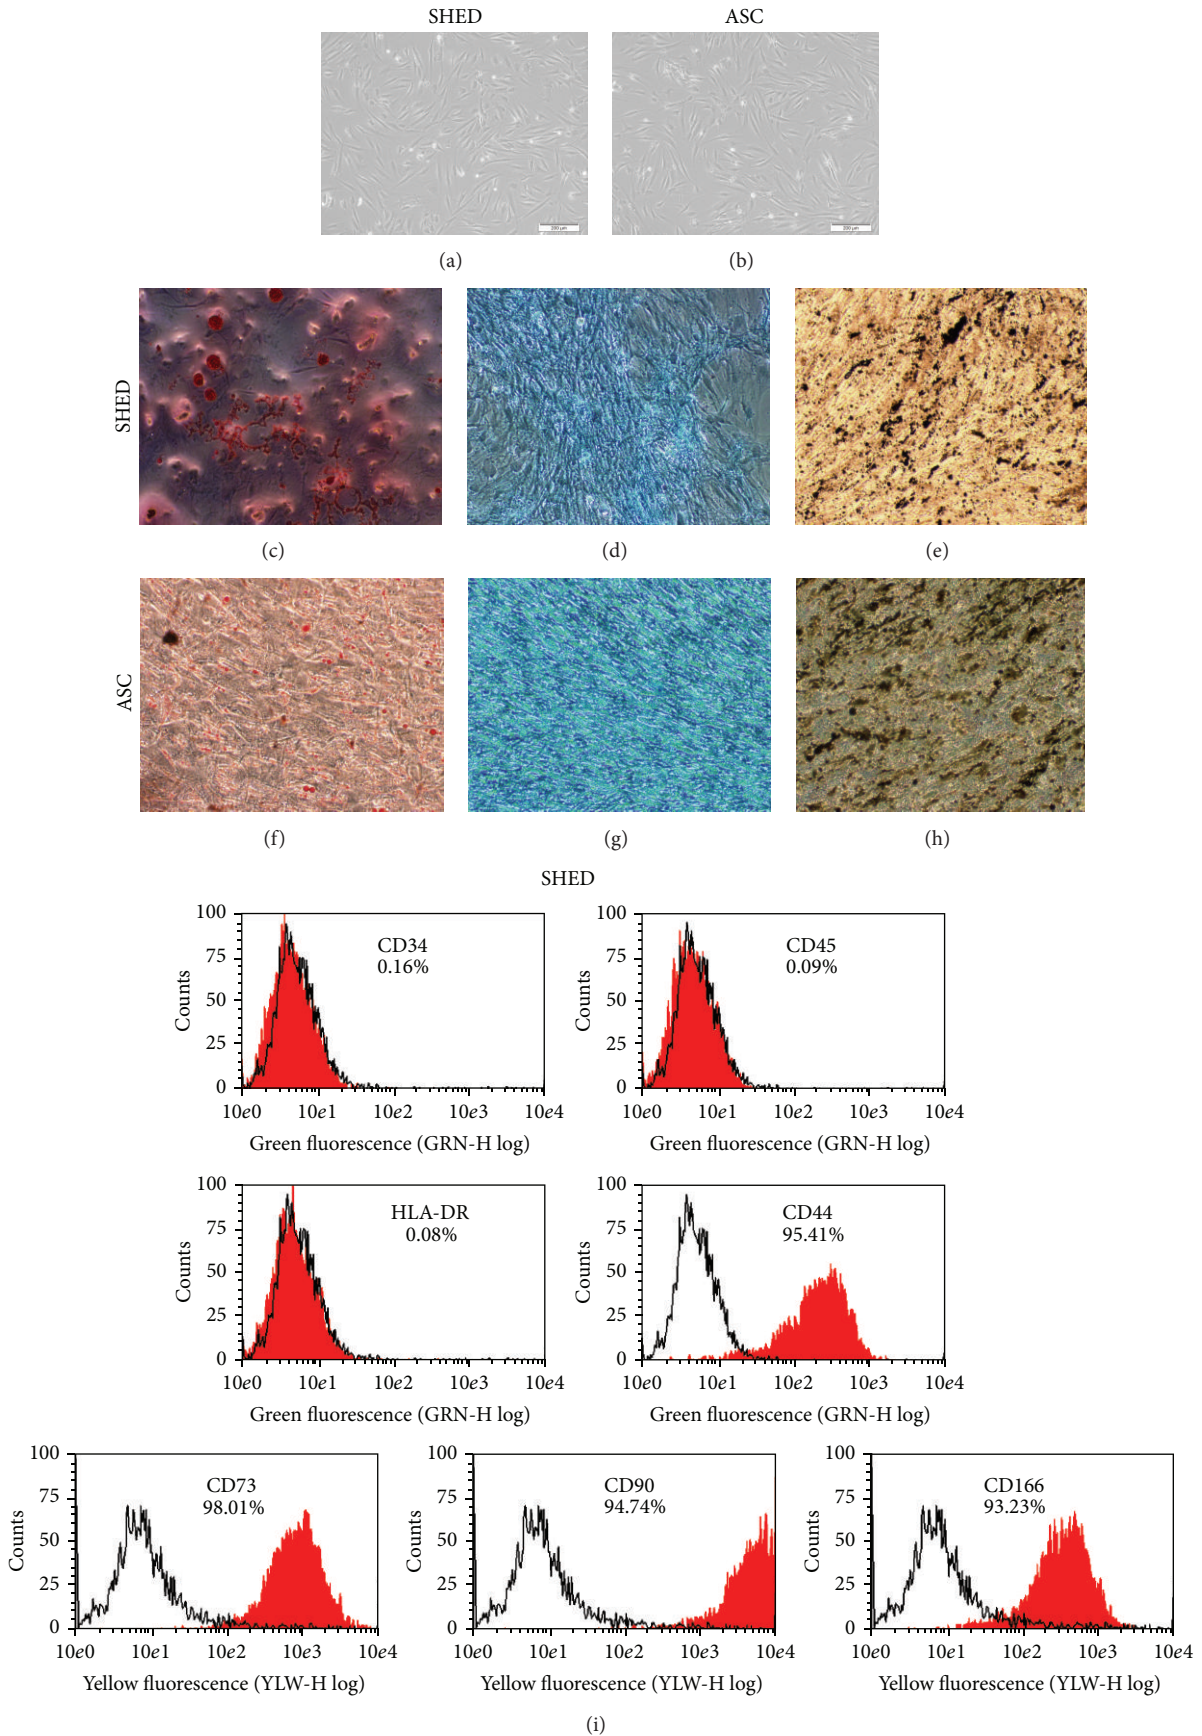 SHED
ASC
200 μm
200 μm
(a)
(b)
SHED
(c)
(d)
(e)
ASC
(f)
(g)
(h)
SHED
100
75
50
25
0
Counts
CD34
0.16%
10e0
10e1
10e2
10e3
10e4
Green fluorescence (GRN-H log)
100
75
50
25
0
Counts
CD45
0.09%
10e0
10e1
10e2
10e3
10e4
Green fluorescence (GRN-H log)
100
75
50
25
0
Counts
HLA-DR
0.08%
10e0
10e1
10e2
10e3
10e4
Green fluorescence (GRN-H log)
100
75
50
25
0
Counts
CD44
95.41%
10e0
10e1
10e2
10e3
10e4
Green fluorescence (GRN-H log)
100
75
50
25
0
Counts
CD73
98.01%
10e0
10e1
10e2
10e3
10e4
Yellow fluorescence (YLW-H log)
100
75
50
25
0
Counts
CD90
94.74%
10e0
10e1
10e2
10e3
10e4
Yellow fluorescence (YLW-H log)
100
75
50
25
0
Counts
CD166
93.23%
10e0
10e1
10e2
10e3
10e4
Yellow fluorescence (YLW-H log)
(i)